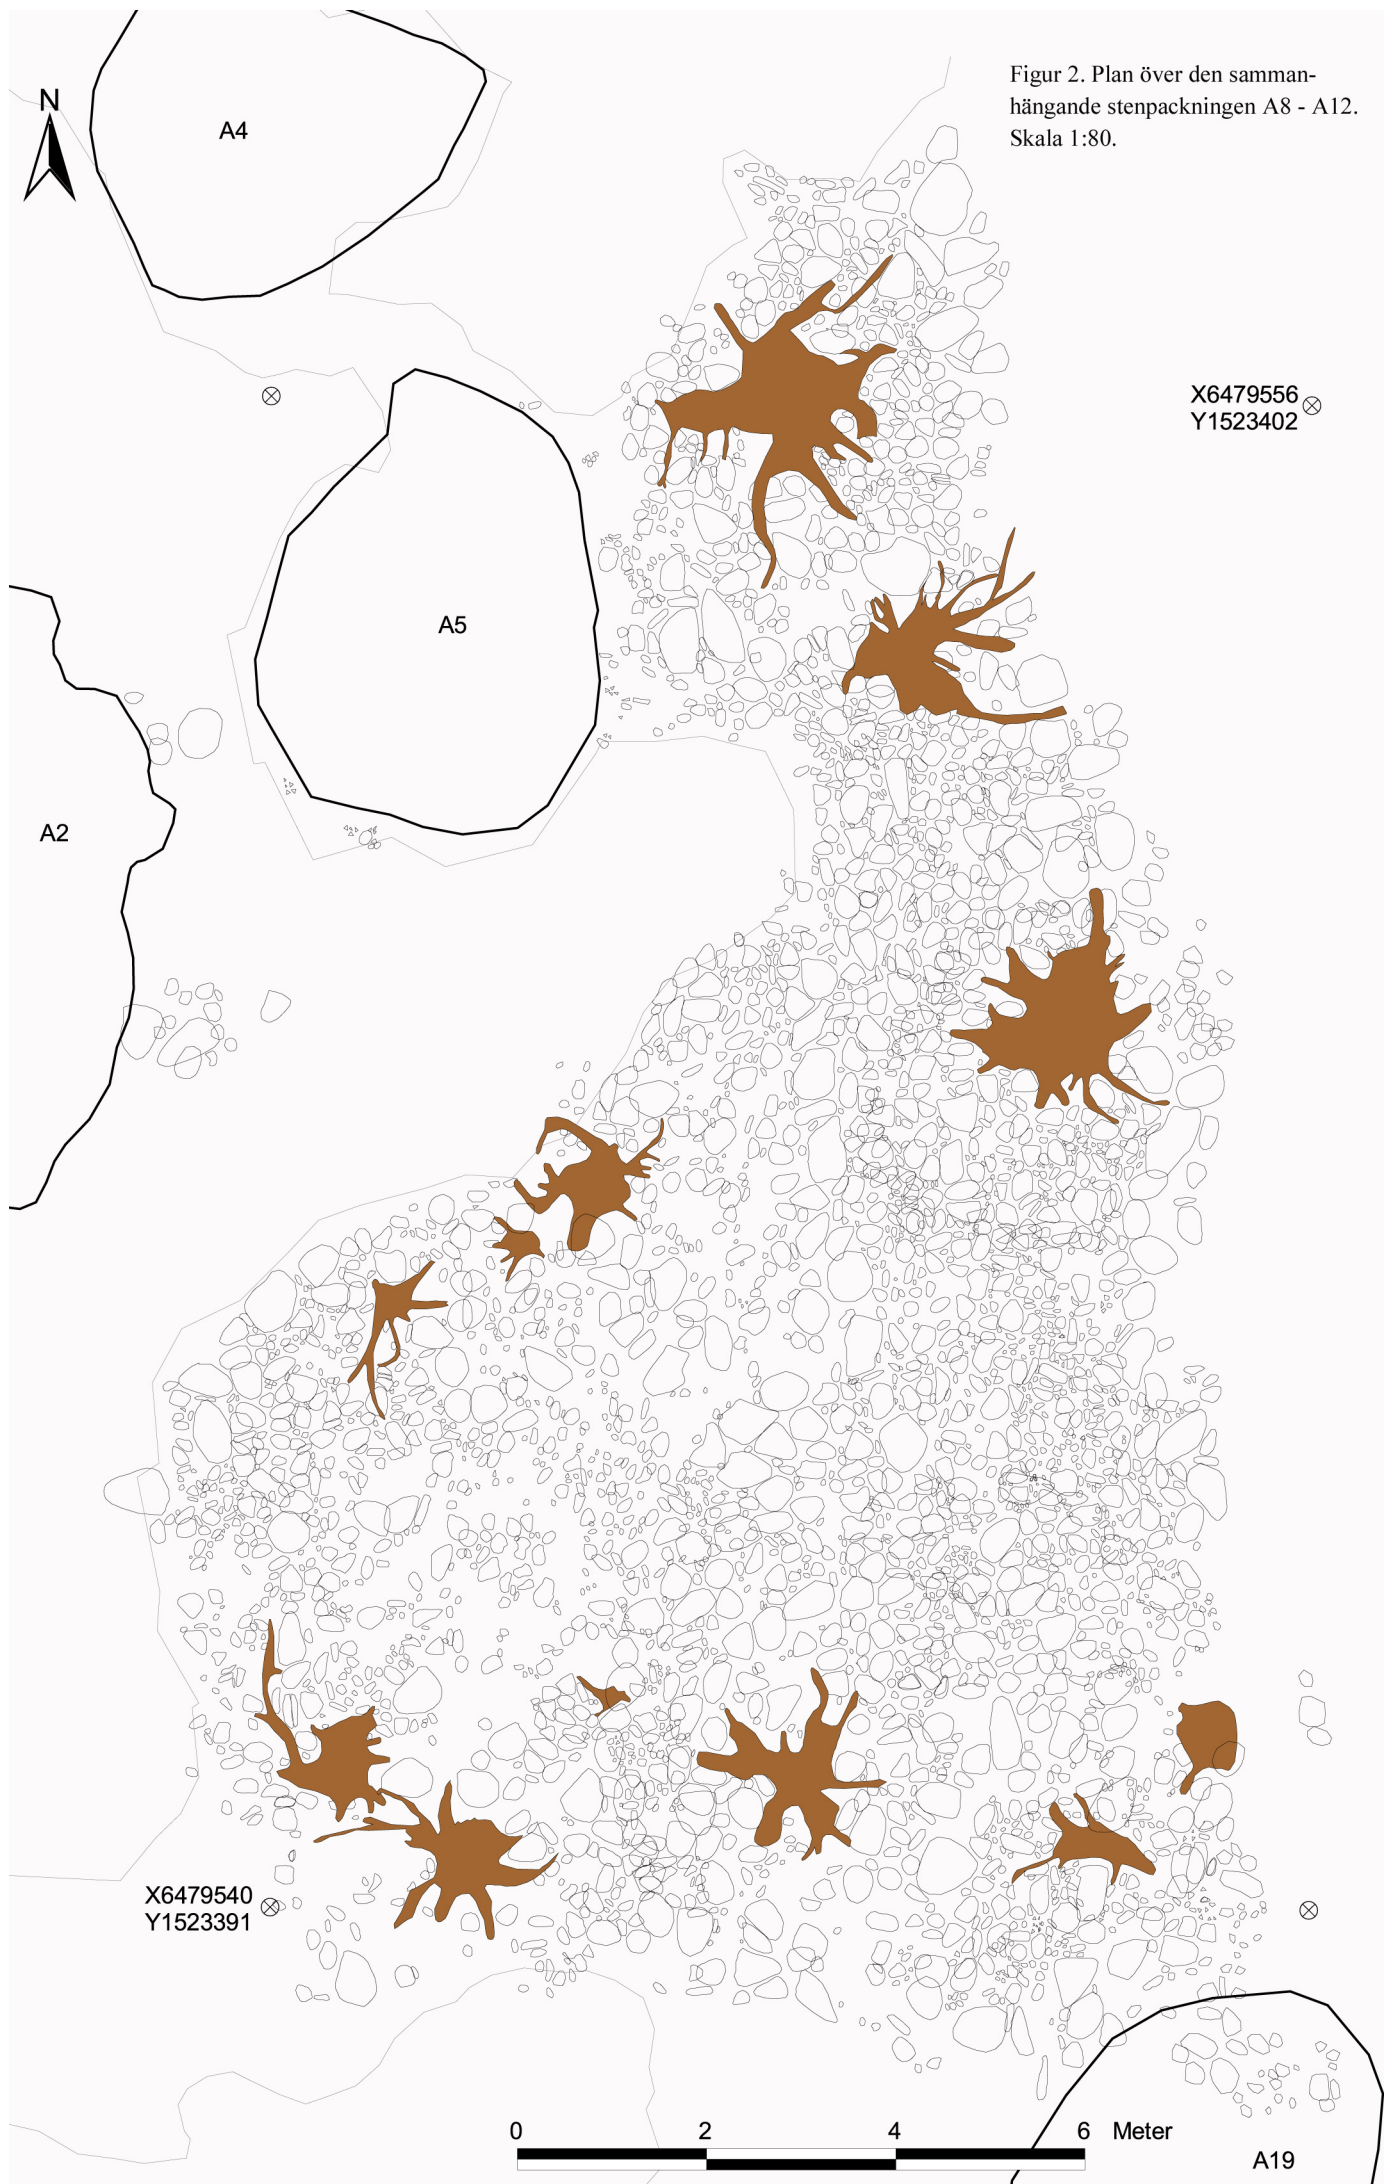 Figur 2. Plan över den samman-
hängande stenpackningen A8 - A12.
Skala 1:80.
N
A4
X6479556
Y1523402
A5
A2
X6479540
Y1523391
0 2 4 6 Meter
A19